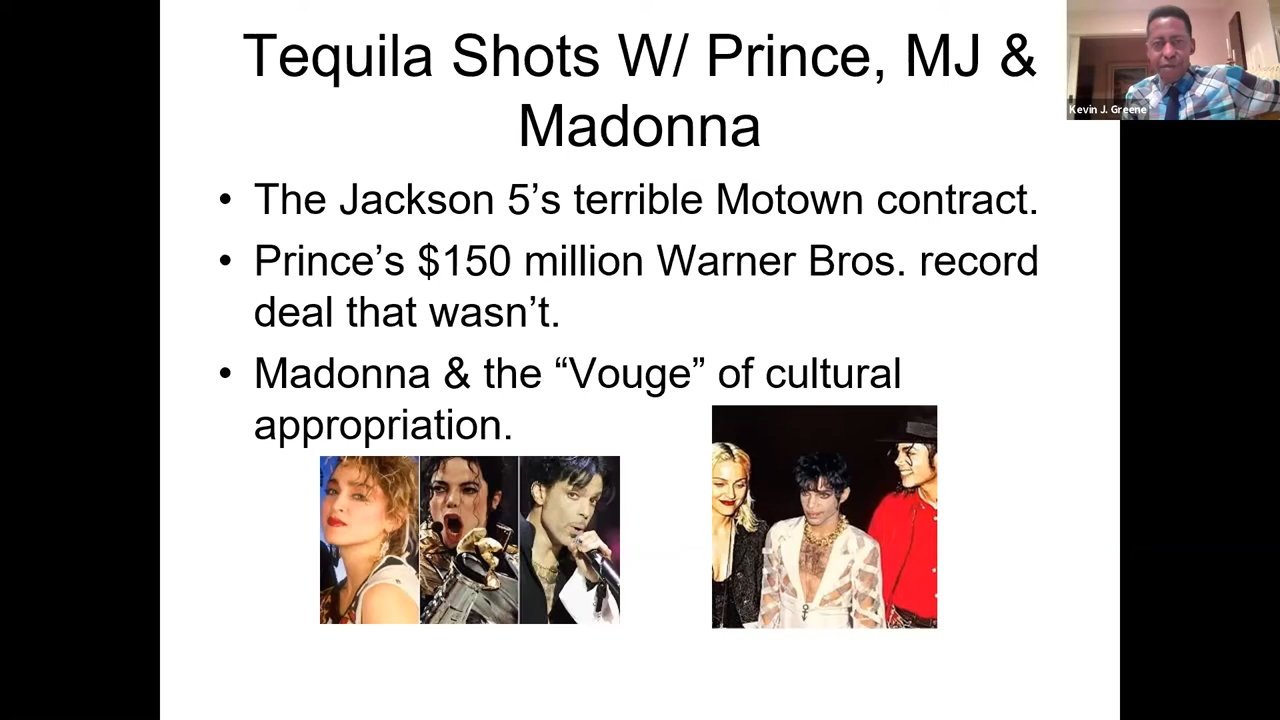 Tequila Shots W/ Prince, MJ &
Madonna
Kevin J. Greene
• The Jackson 5’s terrible Motown contract.
• Prince’s $150 million Warner Bros. record
deal that wasn’t.
• Madonna & the “Vouge” of cultural
appropriation.